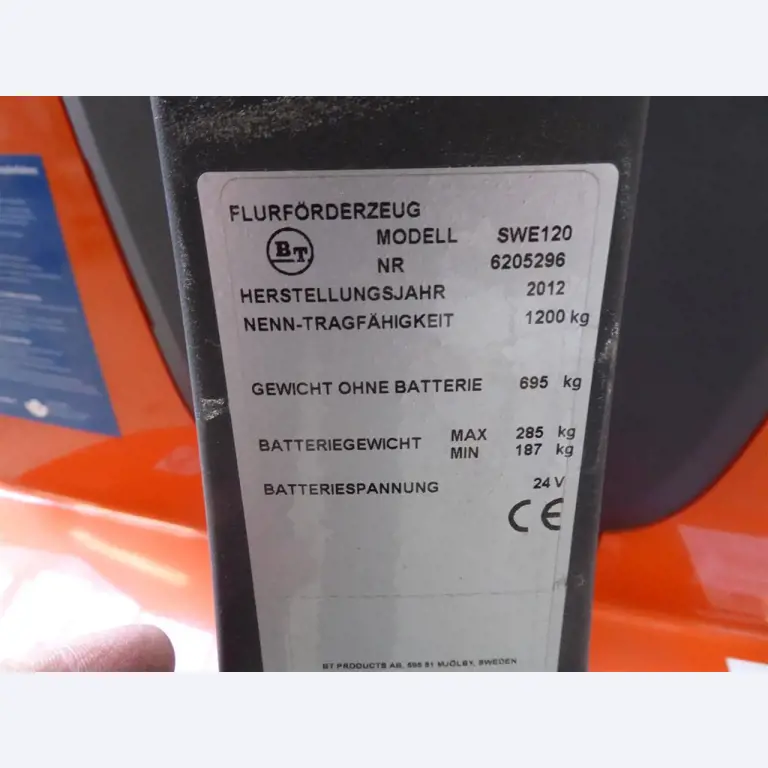 FLURFÖRDERZEUG
BT MODELL SWE120
NR 6205296
HERSTELLUNGSJAHR 2012
NENN-TRAGFÄHIGKEIT 1200 kg
GEWICHT OHNE BATTERIE 695 kg
BATTERIEGEWICHT MAX 285 kg
MIN 187 kg
BATTERIESPANNUNG 24 V
CE
BT PRODUCTS AB, 595 81 MJÖLBY, SWEDEN